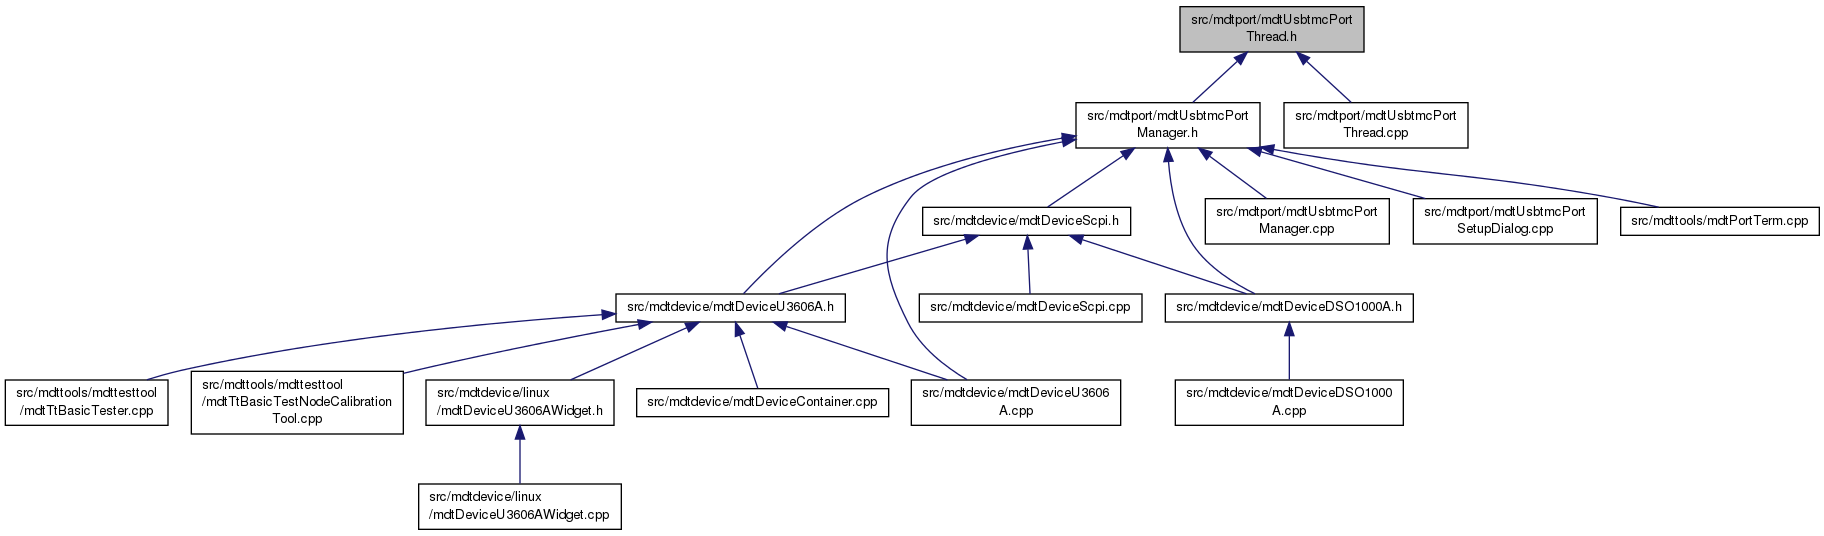 src/mdtport/mdtUsbtmcPort
Thread.h
src/mdtport/mdtUsbtmcPort
Manager.h
src/mdtport/mdtUsbtmcPort
Thread.cpp
src/mdtdevice/mdtDeviceScpi.h
src/mdtport/mdtUsbtmcPort
Manager.cpp
src/mdtport/mdtUsbtmcPort
SetupDialog.cpp
src/mdttools/mdtPortTerm.cpp
src/mdtdevice/mdtDeviceU3606A.h
src/mdtdevice/mdtDeviceScpi.cpp
src/mdtdevice/mdtDeviceDSO1000A.h
src/mdttools/mdttesttool
/mdtTtBasicTester.cpp
src/mdttools/mdttesttool
/mdtTtBasicTestNodeCalibration
Tool.cpp
src/mdtdevice/linux
/mdtDeviceU3606AWidget.h
src/mdtdevice/mdtDeviceContainer.cpp
src/mdtdevice/mdtDeviceU3606
A.cpp
src/mdtdevice/mdtDeviceDSO1000
A.cpp
src/mdtdevice/linux
/mdtDeviceU3606AWidget.cpp